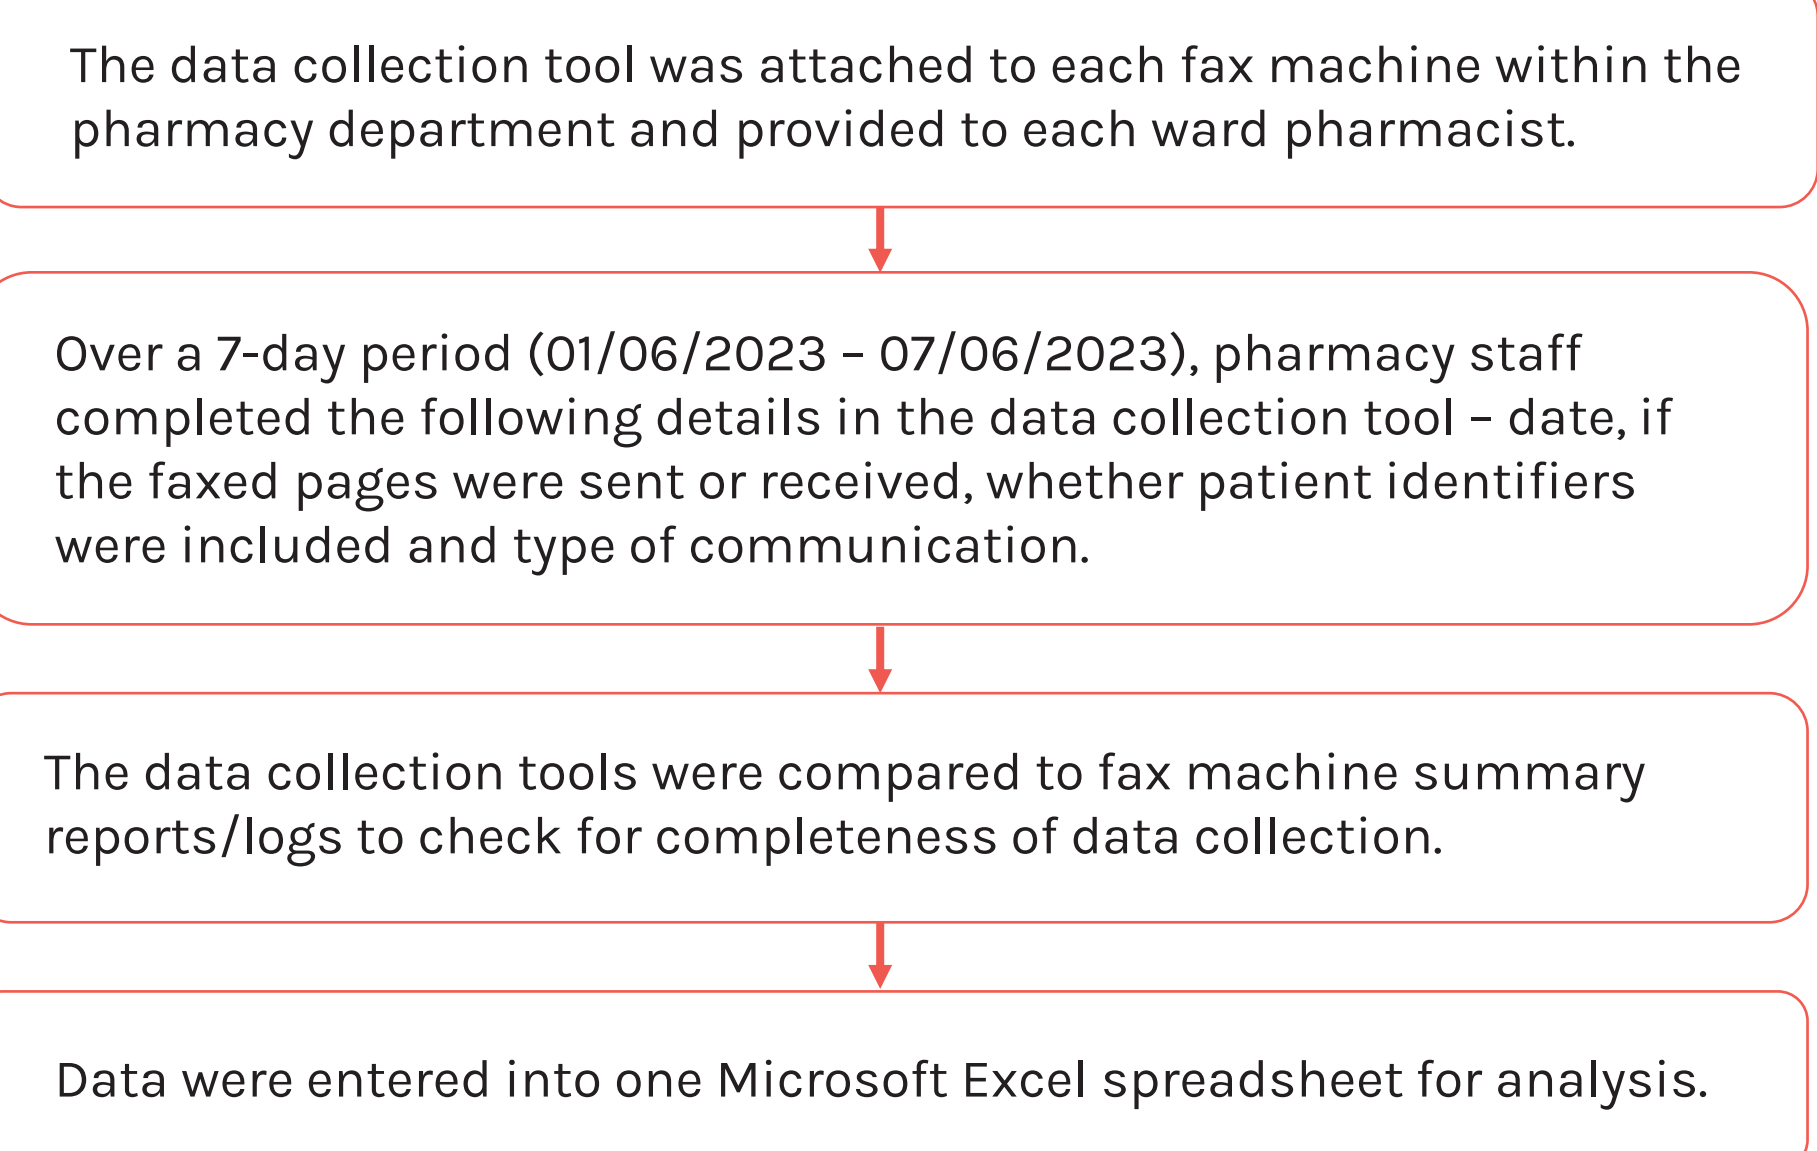 The data collection tool was attached to each fax machine within the
pharmacy department and provided to each ward pharmacist.
Over a 7-day period (01/06/2023 – 07/06/2023), pharmacy staff
completed the following details in the data collection tool – date, if
the faxed pages were sent or received, whether patient identifiers
were included and type of communication.
The data collection tools were compared to fax machine summary
reports/logs to check for completeness of data collection.
Data were entered into one Microsoft Excel spreadsheet for analysis.